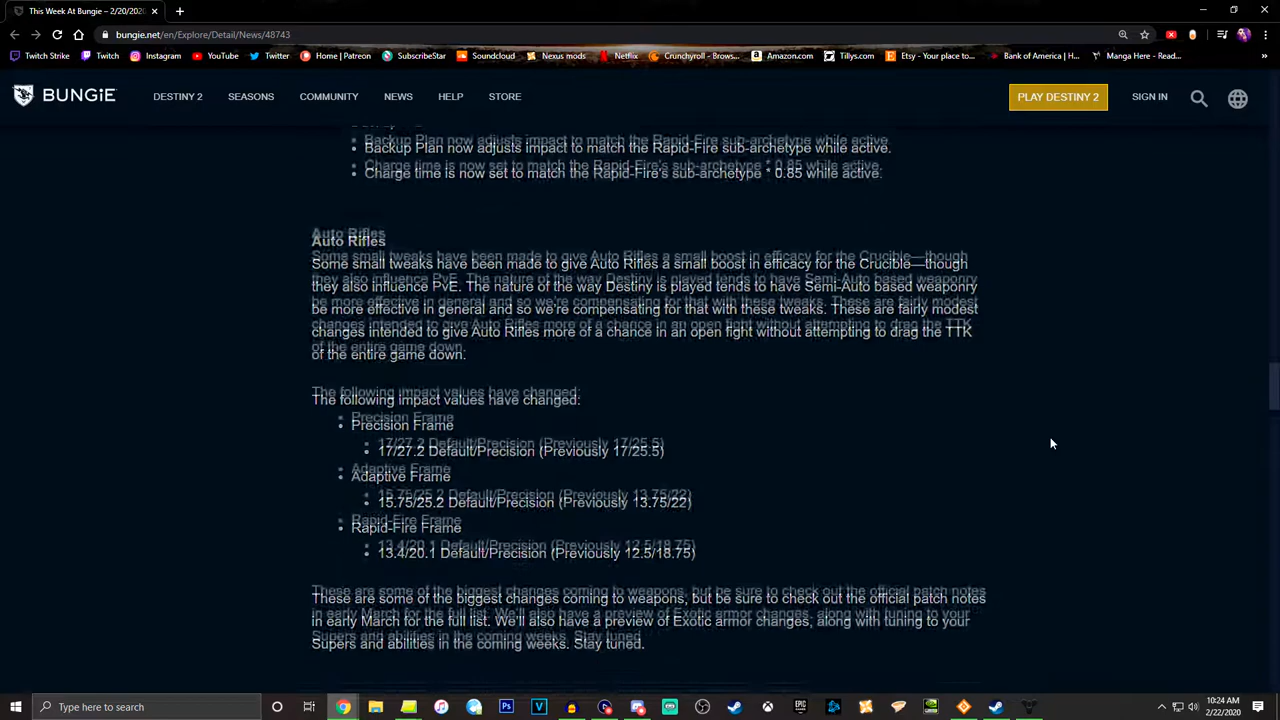 This Week At Bungie – 2/20/2020
bungie.net/en/Explore/Detail/News/48743
Twitch Strike Twitch Instagram YouTube Twitter Home | Patreon SubscribeStar Soundcloud Nexus mods Netflix Crunchyroll - Brows... Amazon.com Tillys.com Etsy - Your place to... Bank of America | H... Manga Here - Read...
BUNGiE DESTINY 2 SEASONS COMMUNITY NEWS HELP STORE PLAY DESTINY 2 SIGN IN
Backup Plan now adjusts impact to match the Rapid-Fire sub-archetype while active.
Charge time is now set to match the Rapid-Fire's sub-archetype * 0.85 while active.
Auto Rifles
Some small tweaks have been made to give Auto Rifles a small boost in efficacy for the Crucible—though
they also influence PvE. The nature of the way Destiny is played tends to have Semi-Auto based weaponry
be more effective in general and so we're compensating for that with these tweaks. These are fairly modest
changes intended to give Auto Rifles more of a chance in an open fight without attempting to drag the TTK
of the entire game down.
The following impact values have changed:
Precision Frame
17/27.2 Default/Precision (Previously 17/25.5)
Adaptive Frame
15.75/25.2 Default/Precision (Previously 13.75/22)
Rapid-Fire Frame
13.4/20.1 Default/Precision (Previously 12.5/18.75)
These are some of the biggest changes coming to weapons, but be sure to check out the official patch notes
in early March for the full list. We'll also have a preview of Exotic armor changes, along with tuning to your
Supers and abilities in the coming weeks. Stay tuned.
Type here to search
10:24 AM
2/22/2020